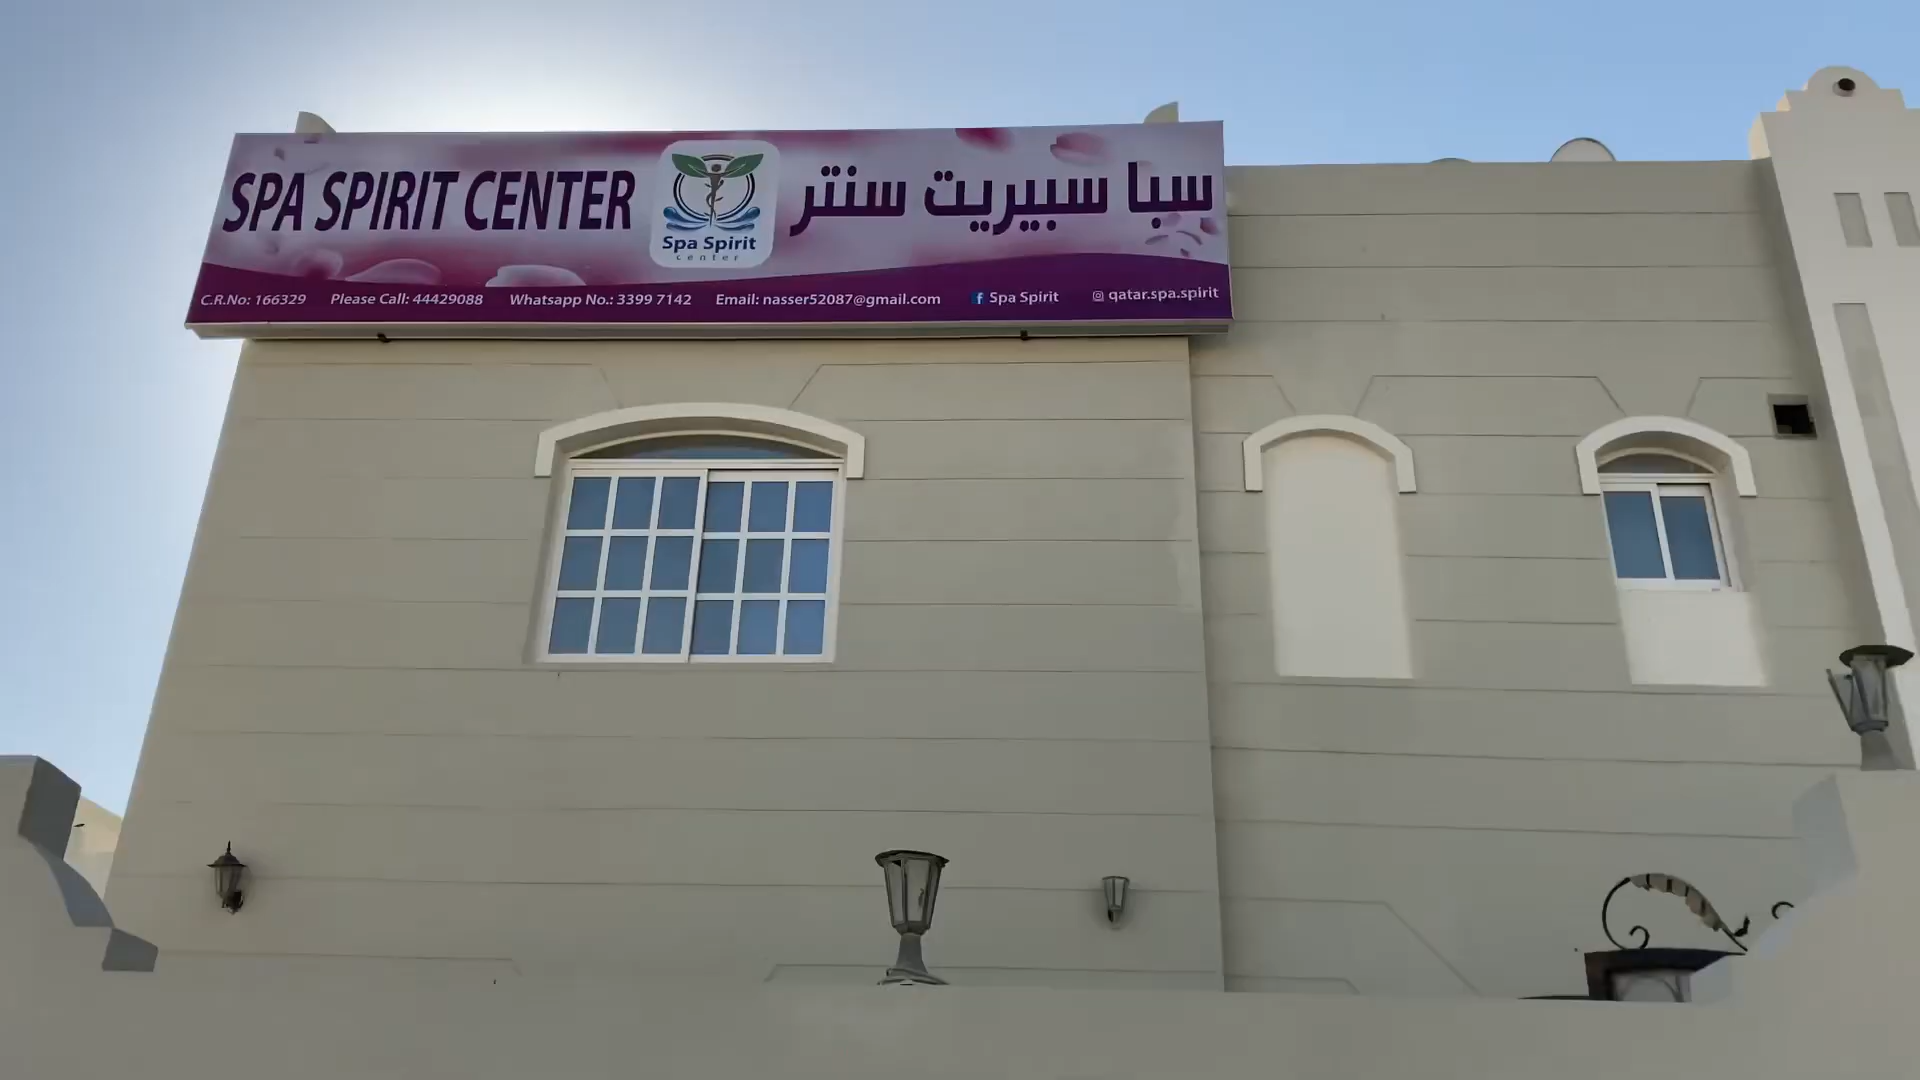 SPA SPIRIT CENTER
Spa Spirit
center
سبا سبيريت سنتر
C.R.No: 166329 Please Call: 44429088 Whatsapp No.: 3399 7142 Email: nasser52087@gmail.com f Spa Spirit qatar.spa.spirit